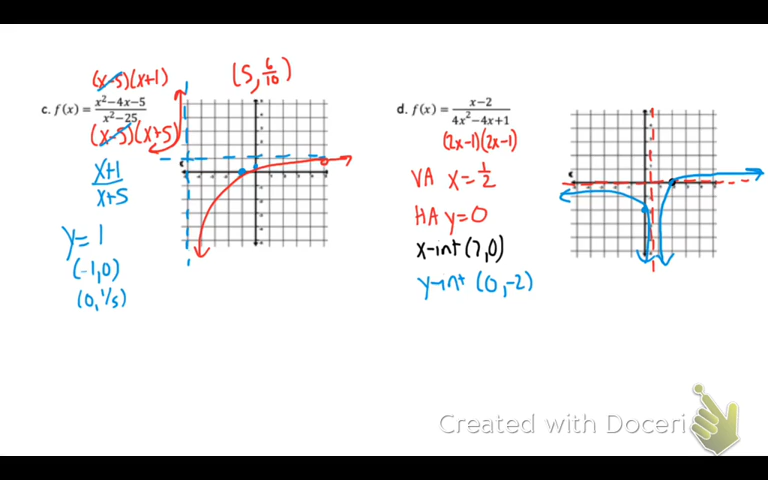 (x-5)(x+1)
c. f(x) = x²-4x-5 / x²-25
(x-5)(x+5)
x+1 / x+5
y = 1
(-1,0)
(0, 1/5)
(5, 6/10)
d. f(x) = x-2 / 4x²-4x+1
(2x-1)(2x-1)
VA x = 1/2
HA y = 0
x-int (2,0)
y-int (0,-2)
Created with Doceri